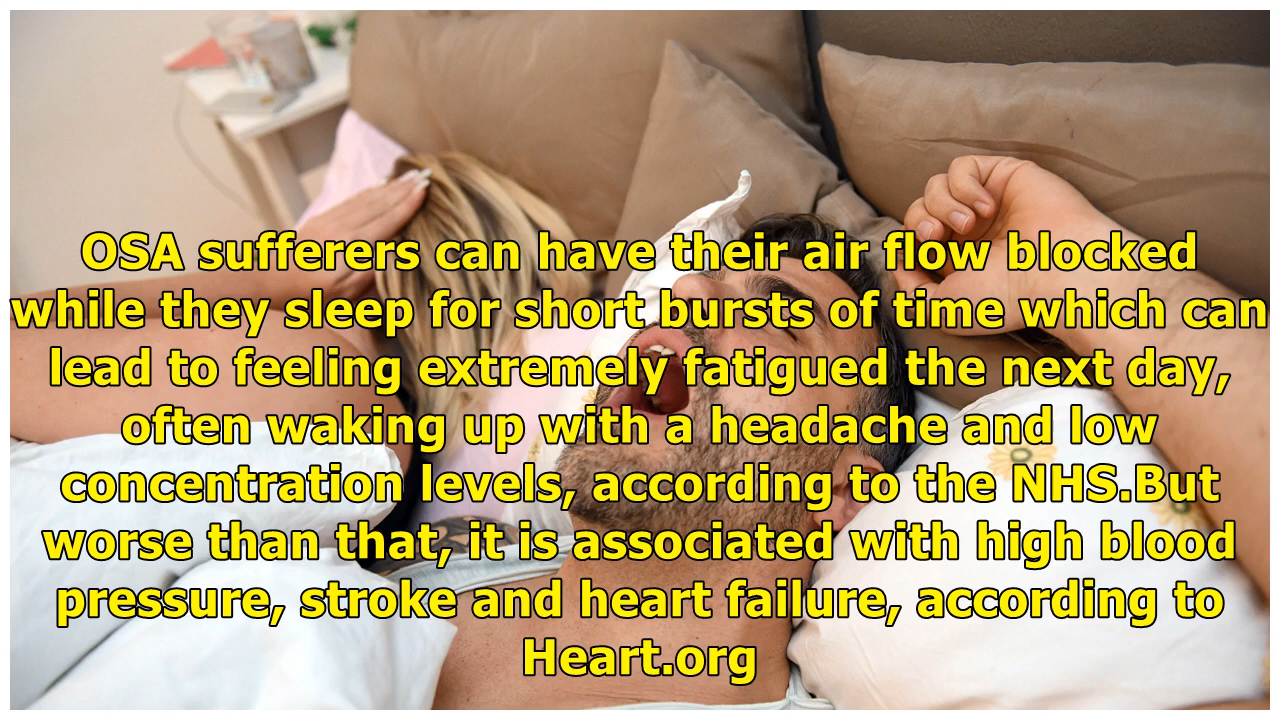 OSA sufferers can have their air flow blocked
while they sleep for short bursts of time which can
lead to feeling extremely fatigued the next day,
often waking up with a headache and low
concentration levels, according to the NHS.But
worse than that, it is associated with high blood
pressure, stroke and heart failure, according to
Heart.org